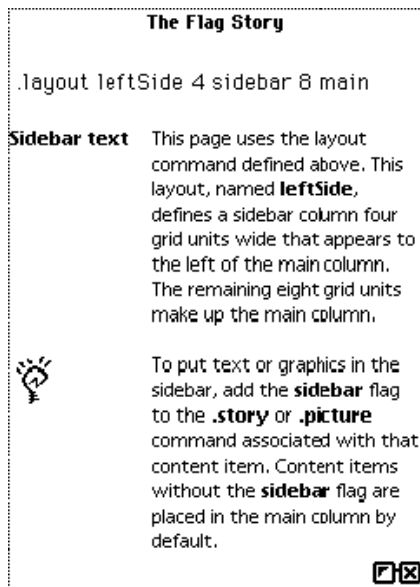 The Flag Story
.layout leftSide 4 sidebar 8 main
Sidebar text
This page uses the layout
command defined above. This
layout, named leftSide,
defines a sidebar column four
grid units wide that appears to
the left of the main column.
The remaining eight grid units
make up the main column.
To put text or graphics in the
sidebar, add the sidebar flag
to the .story or .picture
command associated with that
content item. Content items
without the sidebar flag are
placed in the main column by
default.